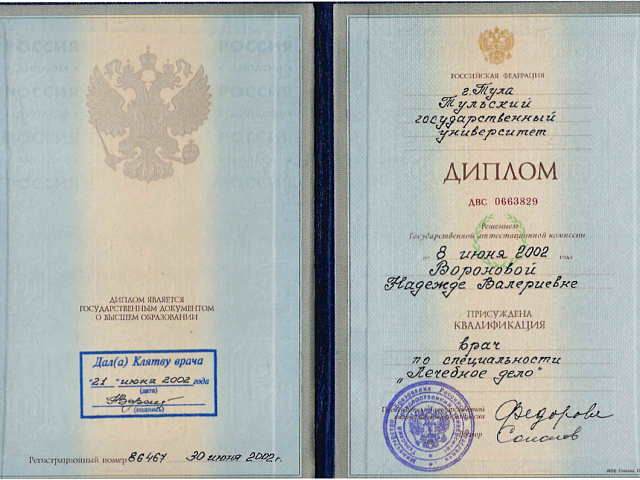 ДИПЛОМ ЯВЛЯЕТСЯ
ГОСУДАРСТВЕННЫМ ДОКУМЕНТОМ
О ВЫСШЕМ ОБРАЗОВАНИИ
Дал(а) Клятву врача
"21" июня 2002 года
(дата)
(подпись)
Регистрационный номер 86467 30 июня 2002 г.
РОССИЙСКАЯ ФЕДЕРАЦИЯ
г. Тула
Тульский
государственный
университет
ДИПЛОМ
ДВС 0663829
Решением
Государственной аттестационной комиссии
от 8 июня 2002 года
Вороновой
Надежде Валериевне
ПРИСУЖДЕНА
КВАЛИФИКАЦИЯ
врач
по специальности
"Лечебное дело"